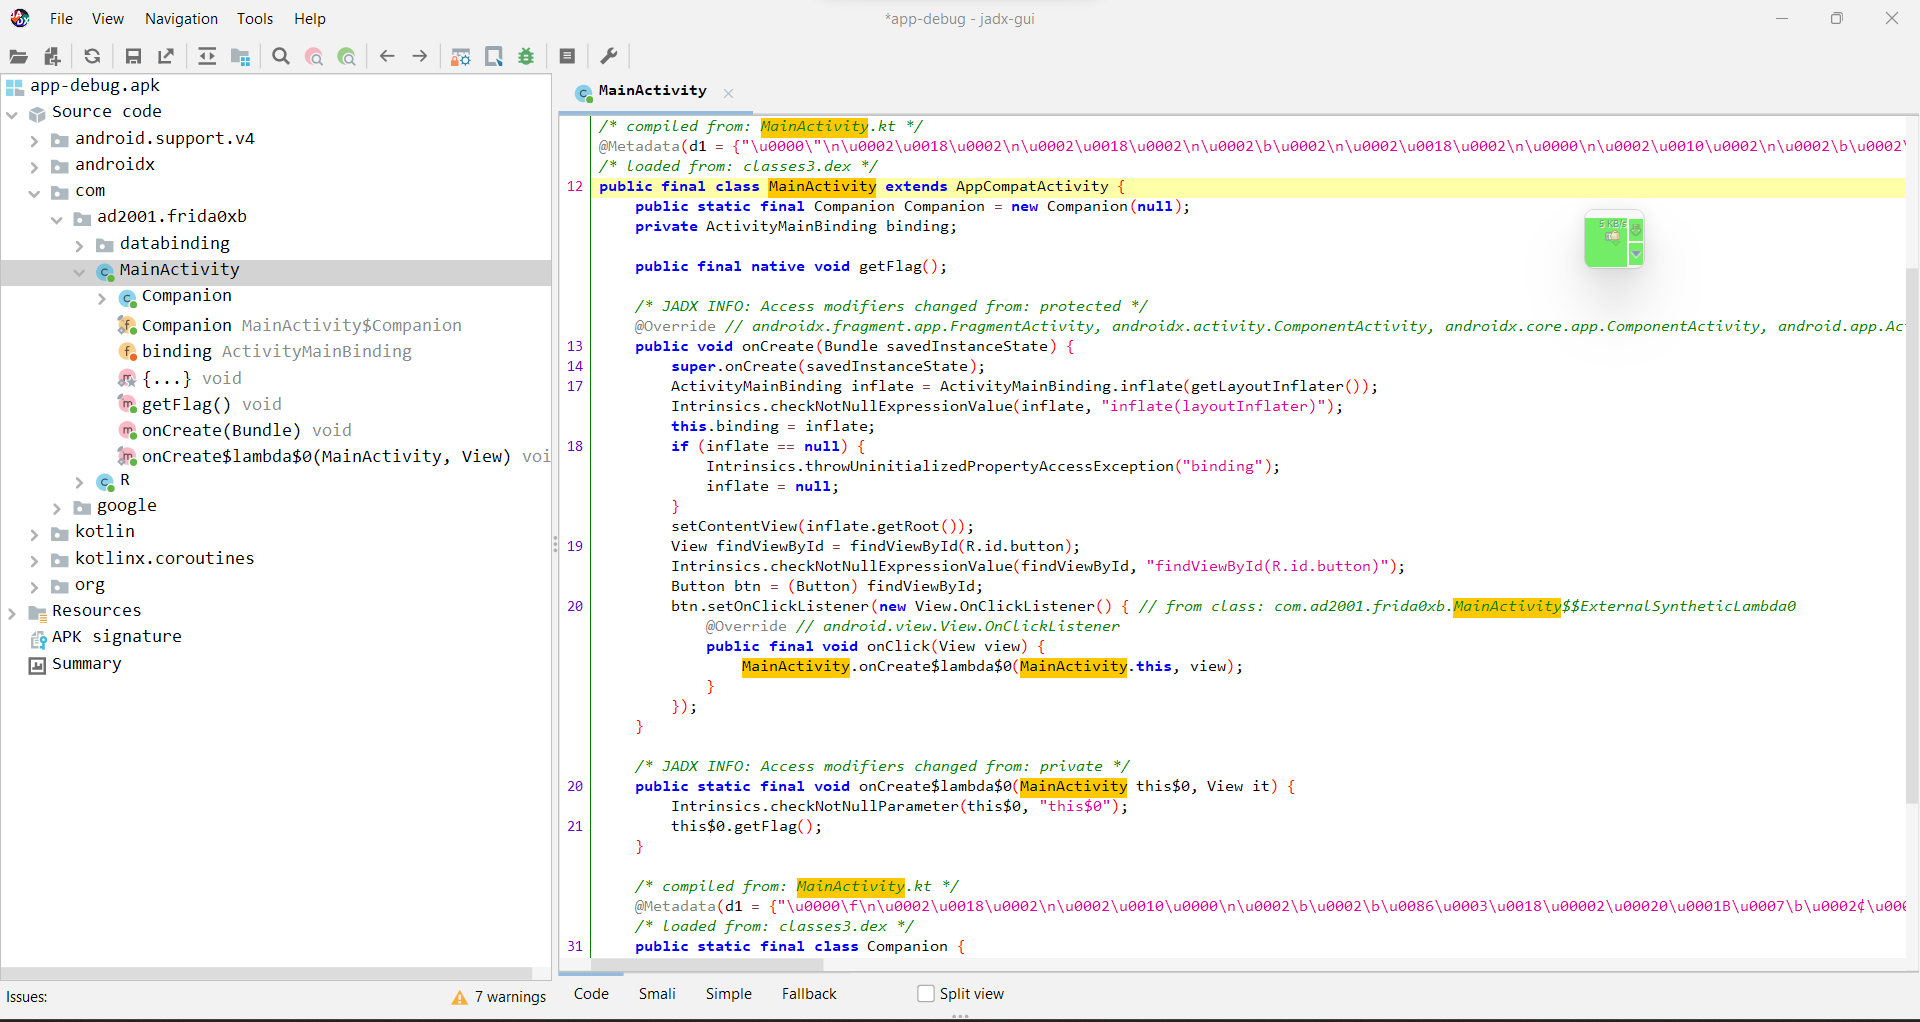 File View Navigation Tools Help
*app-debug - jadx-gui
app-debug.apk
Source code
android.support.v4
androidx
com
ad2001.frida0xb
databinding
MainActivity
Companion
Companion MainActivity$Companion
binding ActivityMainBinding
{...} void
getFlag() void
onCreate(Bundle) void
onCreate$lambda$0(MainActivity, View) voi
R
google
kotlin
kotlinx.coroutines
org
Resources
APK signature
Summary
Issues:
7 warnings
MainActivity
/* compiled from: MainActivity.kt */
@Metadata(d1 = {"\u0000\"\n\u0002\u0018\u0002\n\u0002\u0018\u0002\n\u0002\b\u0002\n\u0002\u0018\u0002\n\u0000\n\u0002\u0010\u0002\n\u0002\b\u0002\
/* loaded from: classes3.dex */
12 public final class MainActivity extends AppCompatActivity {
public static final Companion Companion = new Companion(null);
private ActivityMainBinding binding;
public final native void getFlag();
/* JADX INFO: Access modifiers changed from: protected */
@Override // androidx.fragment.app.FragmentActivity, androidx.activity.ComponentActivity, androidx.core.app.ComponentActivity, android.app.Ac
13 public void onCreate(Bundle savedInstanceState) {
14 super.onCreate(savedInstanceState);
17 ActivityMainBinding inflate = ActivityMainBinding.inflate(getLayoutInflater());
Intrinsics.checkNotNullExpressionValue(inflate, "inflate(layoutInflater)");
this.binding = inflate;
18 if (inflate == null) {
Intrinsics.throwUninitializedPropertyAccessException("binding");
inflate = null;
}
setContentView(inflate.getRoot());
19 View findViewById = findViewById(R.id.button);
Intrinsics.checkNotNullExpressionValue(findViewById, "findViewById(R.id.button)");
Button btn = (Button) findViewById;
20 btn.setOnClickListener(new View.OnClickListener() { // from class: com.ad2001.frida0xb.MainActivity$$ExternalSyntheticLambda0
@Override // android.view.View.OnClickListener
public final void onClick(View view) {
MainActivity.onCreate$lambda$0(MainActivity.this, view);
}
});
}
/* JADX INFO: Access modifiers changed from: private */
20 public static final void onCreate$lambda$0(MainActivity this$0, View it) {
Intrinsics.checkNotNullParameter(this$0, "this$0");
21 this$0.getFlag();
}
/* compiled from: MainActivity.kt */
@Metadata(d1 = {"\u0000\f\n\u0002\u0018\u0002\n\u0002\u0010\u0000\n\u0002\b\u0002\b\u0086\u0003\u0018\u00002\u00020\u0001B\u0007\b\u0002¢\u000
/* loaded from: classes3.dex */
31 public static final class Companion {
5 KB/s
Code Smali Simple Fallback Split view